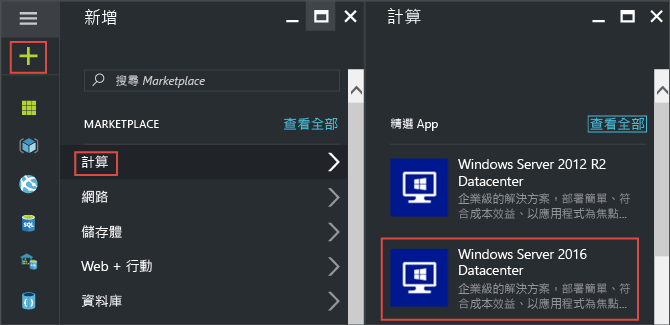 新增
搜尋 Marketplace
MARKETPLACE
查看全部
計算
網路
儲存體
Web + 行動
資料庫
SQL
計算
精選 App
查看全部
Windows Server 2012 R2
Datacenter
企業級的解決方案，部署簡單、符
合成本效益、以應用程式為焦點...
Windows Server 2016
Datacenter
企業級的解決方案，部署簡單、符
合成本效益、以應用程式為焦點...